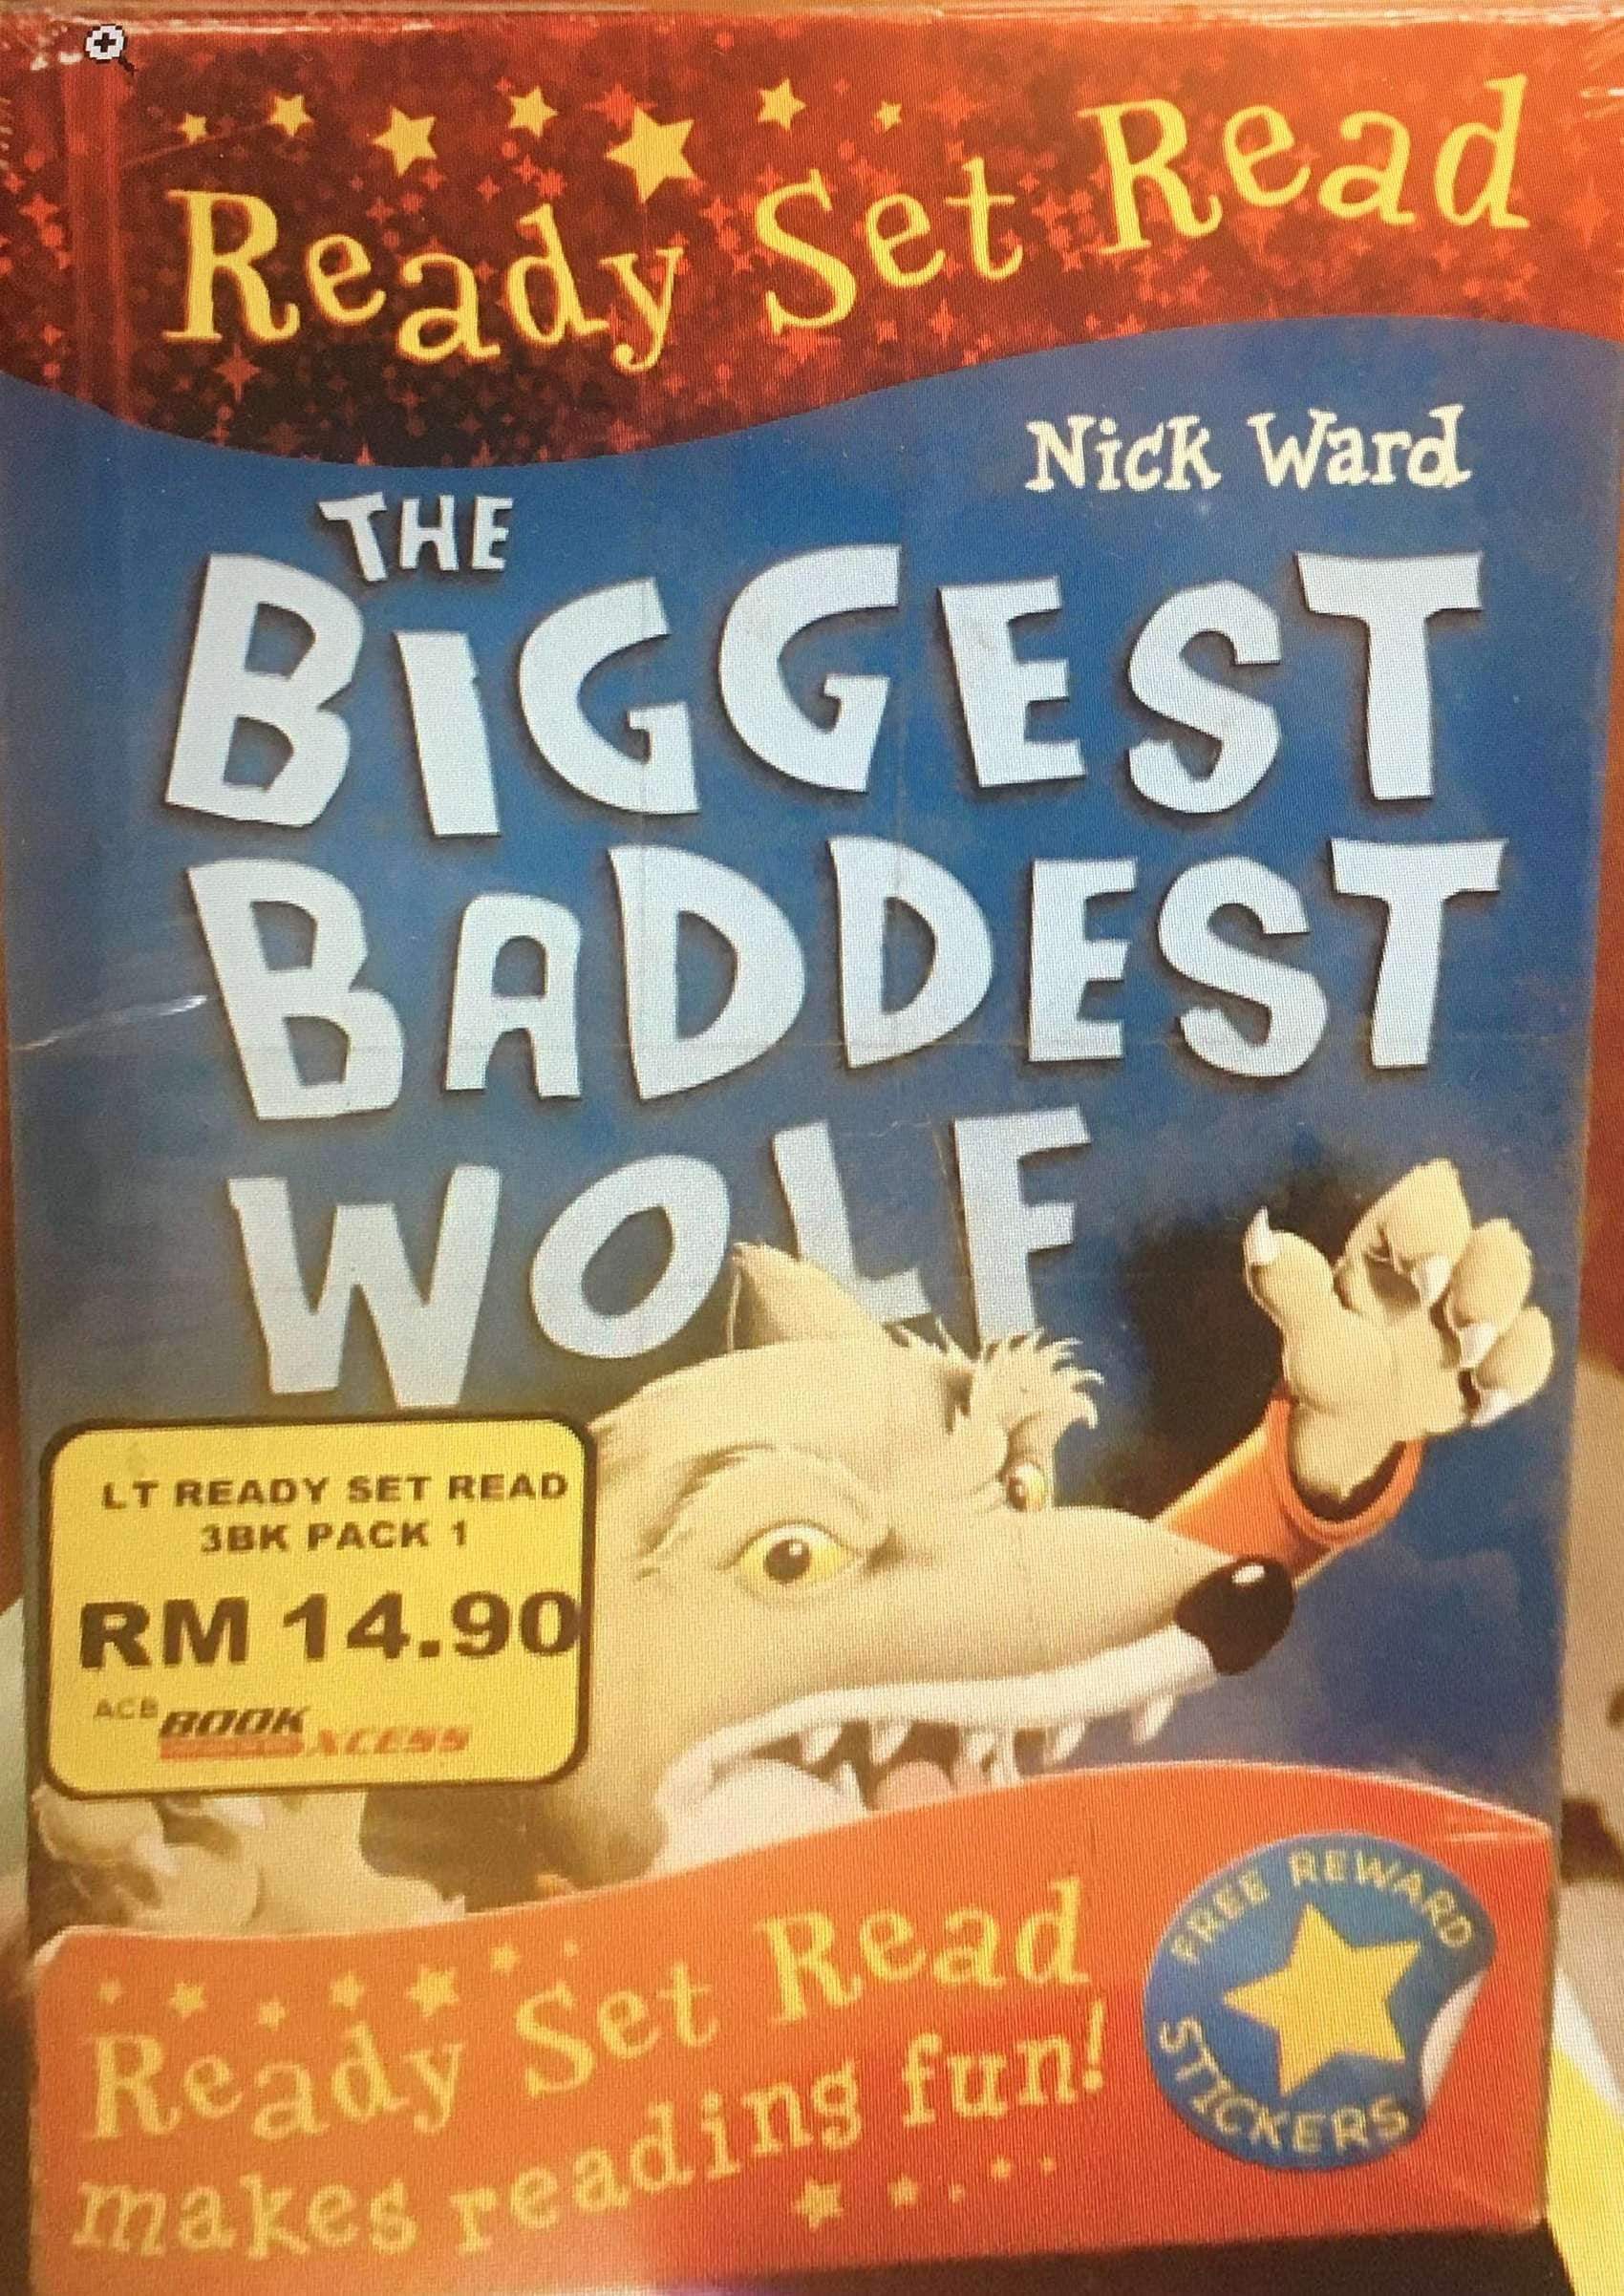 Ready Set Read
Nick Ward
THE
BIGGEST
BADDEST
WOLF
LT READY SET READ
3BK PACK 1
RM 14.90
ACB BOOK XCESS
Ready Set Read
makes reading fun!
FREE REWARD
STICKERS